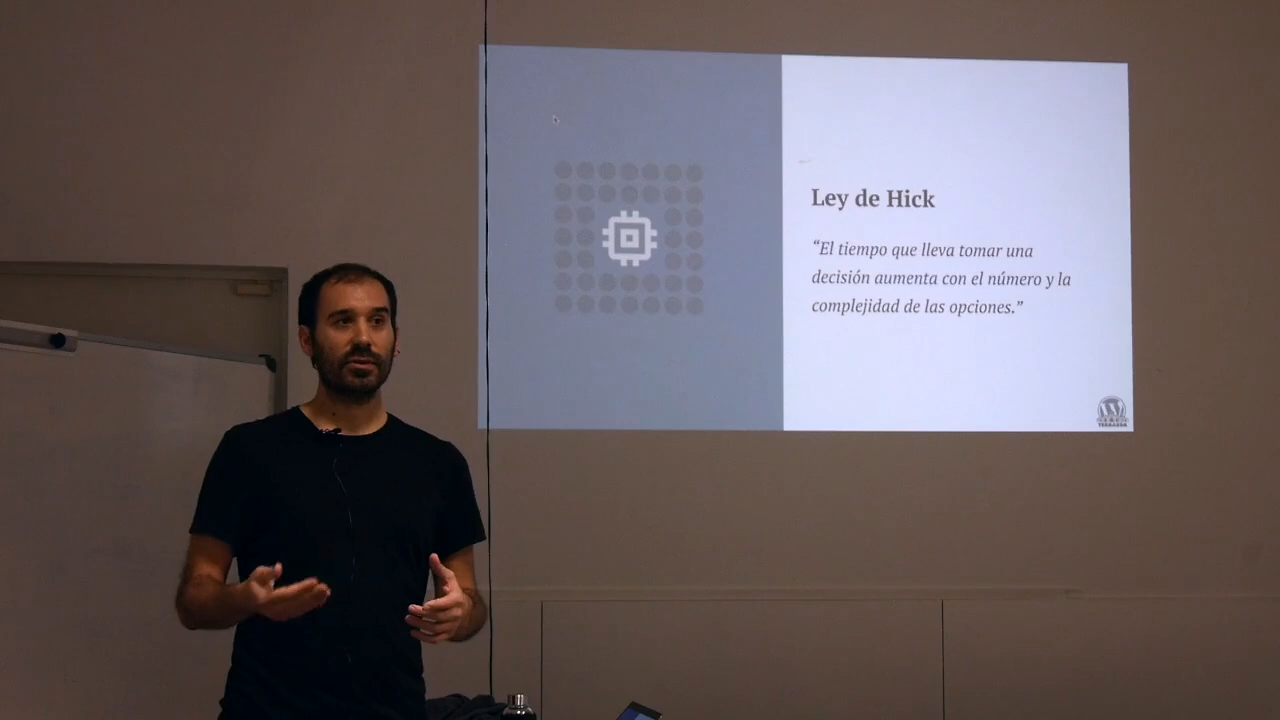 Ley de Hick
“El tiempo que lleva tomar una
decisión aumenta con el número y la
complejidad de las opciones.”
TERRASSA